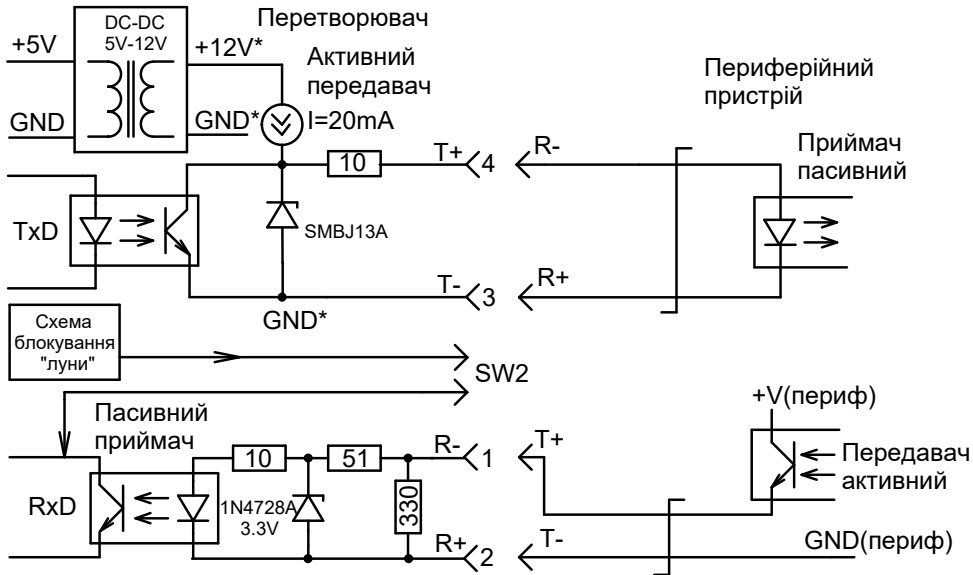 Перетворювач
DC-DC
5V-12V
+5V
+12V*
GND
GND*
Активний
передавач
I=20mA
Периферійний
пристрій
10
T+
4
R-
Приймач
пасивний
TxD
SMBJ13A
T-
3
R+
GND*
Схема
блокування
"луни"
SW2
Пасивний
приймач
+V(периф)
10
51
R-
1
T+
Передавач
активний
RxD
1N4728A
3.3V
330
R+
2
T-
GND(периф)